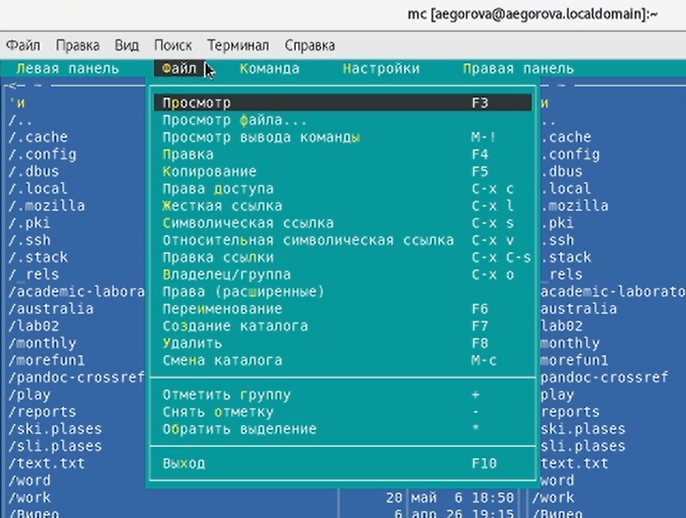 mc [aegorova@aegorova.localdomain]:~
Файл Правка Вид Поиск Терминал Справка
Левая панель Файл Команда Настройки Правая панель
<- ~ ~
'и Просмотр F3 и
/.. Просмотр файла...
/.cache Просмотр вывода команды M-! .cache
/.config Правка F4 .config
/.dbus Копирование F5 .dbus
/.local Права доступа C-x c .local
/.mozilla Жесткая ссылка C-x l .mozilla
/.pki Символическая ссылка C-x s .pki
/.ssh Относительная символическая ссылка C-x v .ssh
/.stack Правка ссылки C-x C-s .stack
/_rels Владелец/группа C-x o _rels
/academic-labora Права (расширенные) academic-laborato
/australia Переименование F6 australia
/lab02 Создание каталога F7 lab02
/monthly Удалить F8 monthly
/morefun1 Смена каталога M-c morefun1
/pandoc-crossref pandoc-crossref
/play Отметить группу + play
/reports Снять отметку - reports
/ski.plases Обратить выделение * ski.plases
/sli.plases sli.plases
/text.txt Выход F10 text.txt
/word /word
/work 20 май 6 18:50 /work
/Видео 6 апр 26 19:15 /Видео